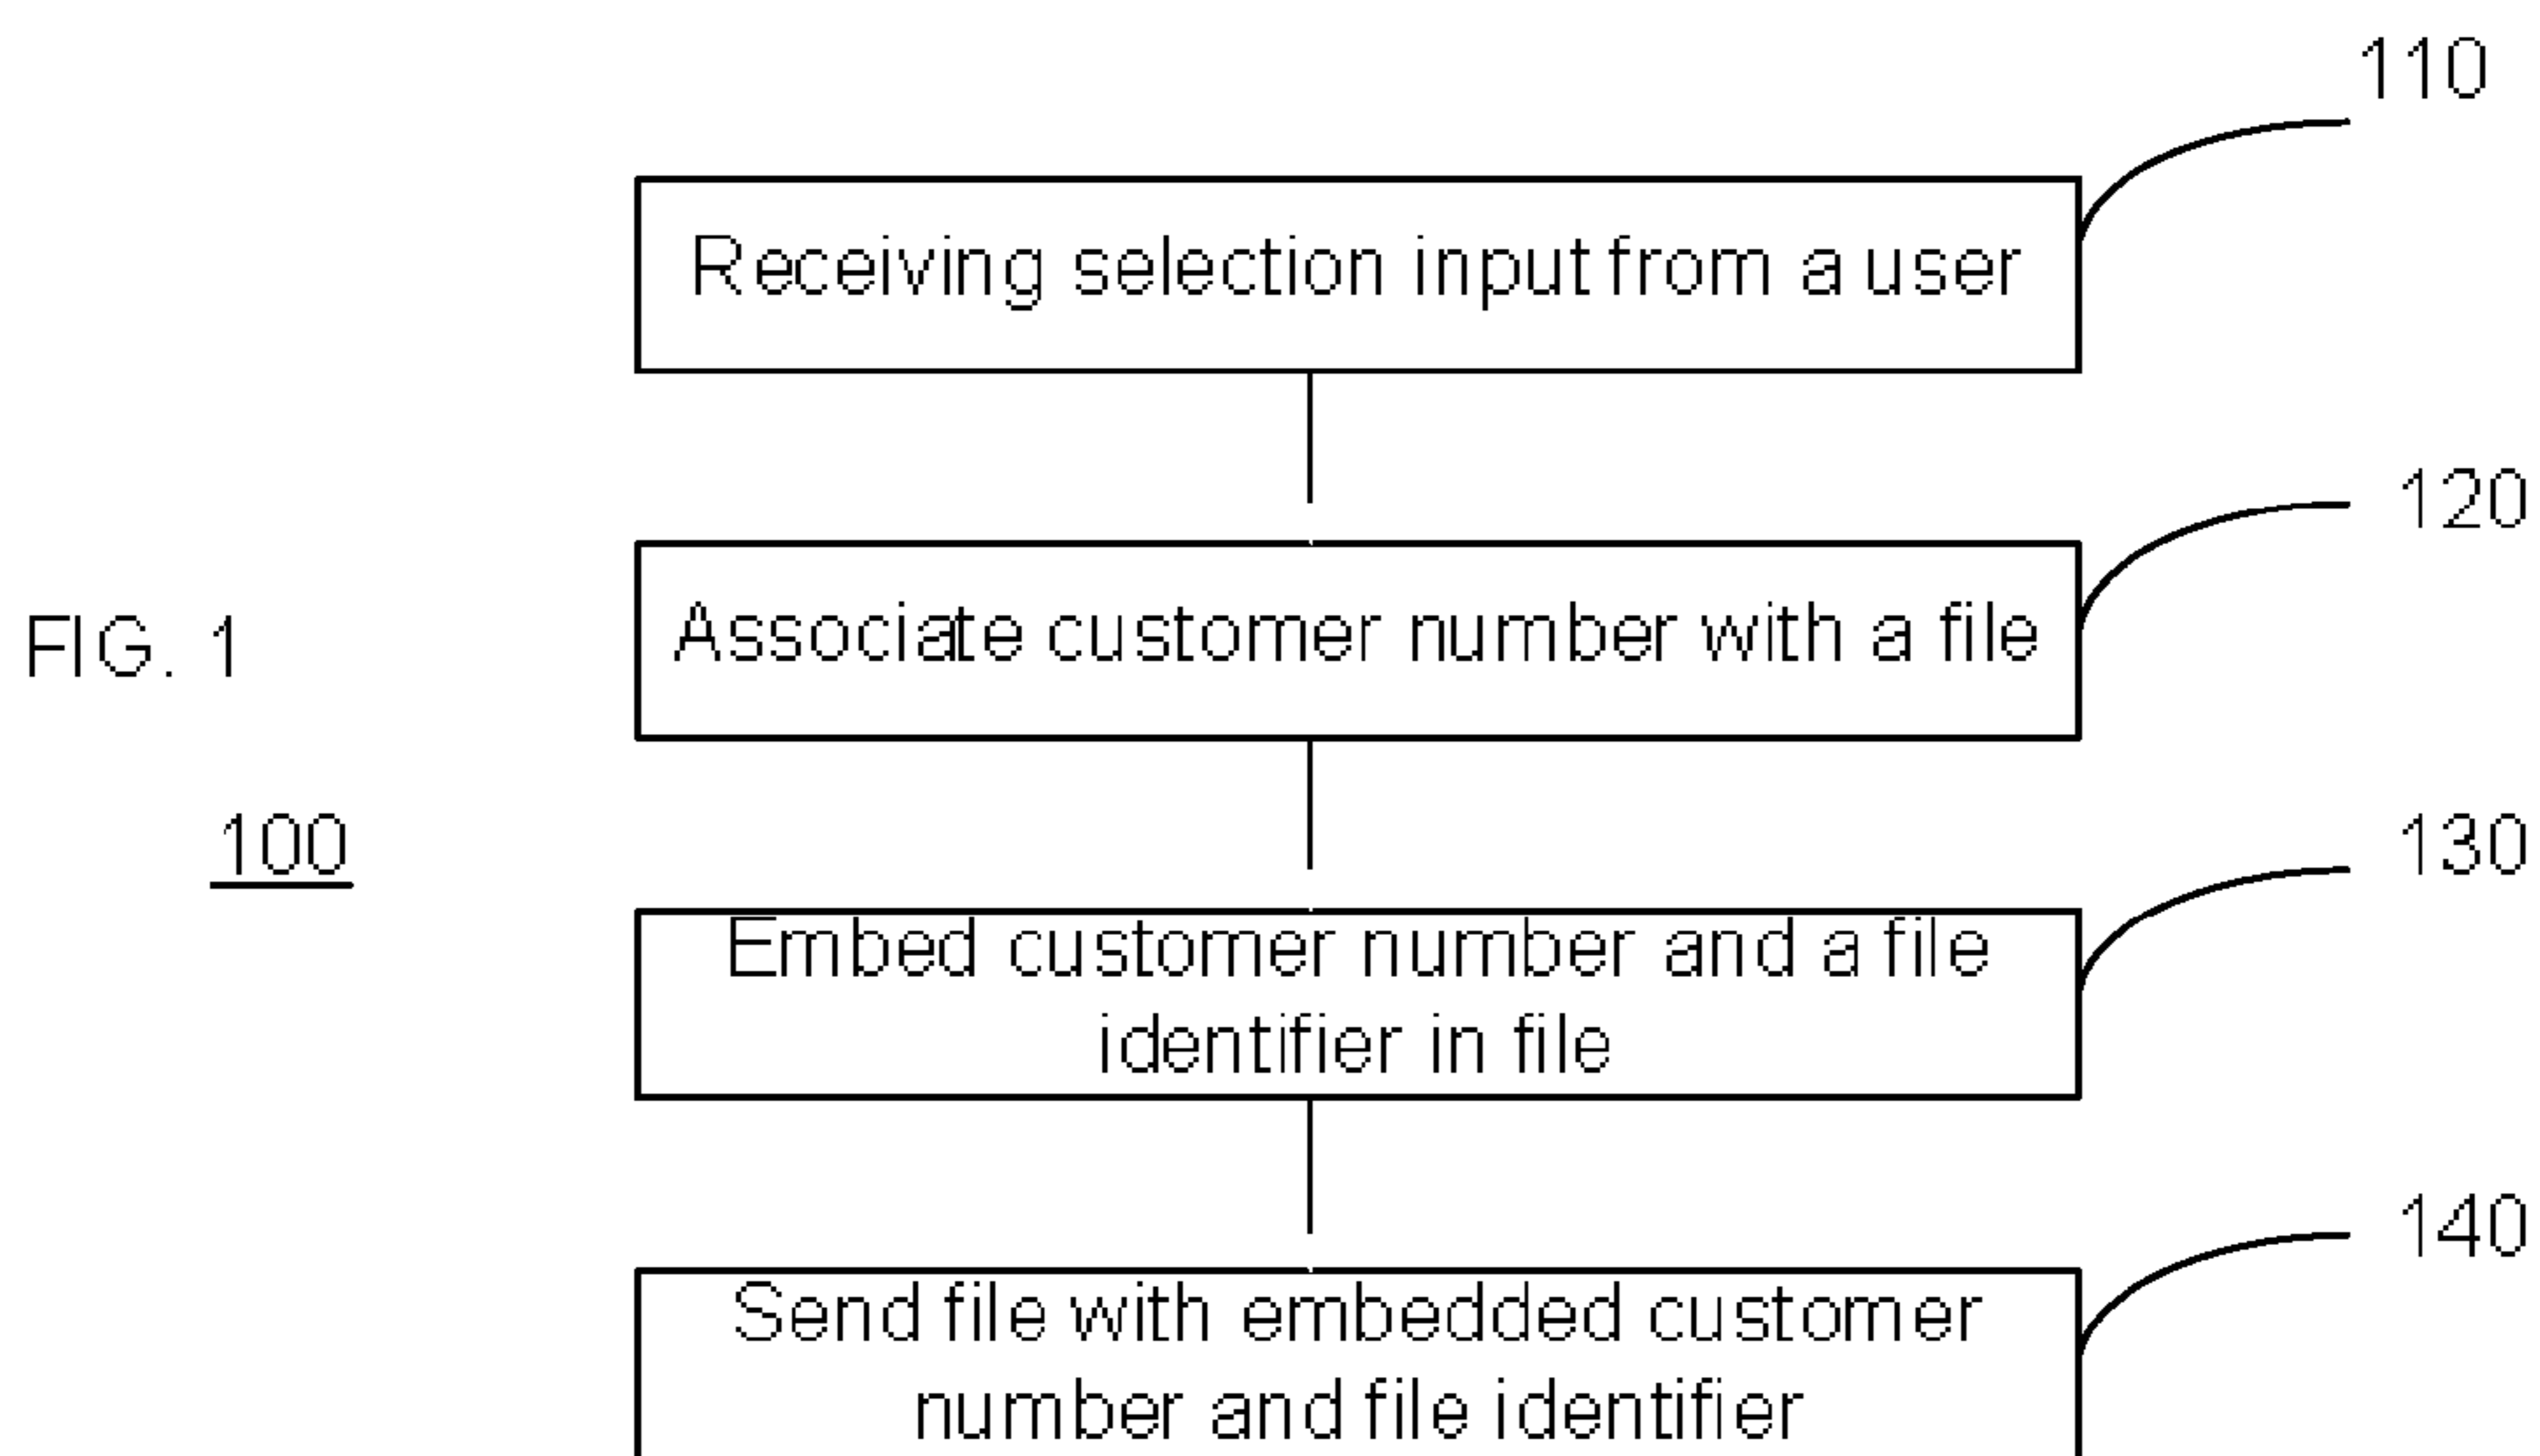 110
Receiving selection input from a user
120
Associate customer number with a file
FIG. 1
100
130
Embed customer number and a file
identifier in file
140
Send file with embedded customer
number and file identifier